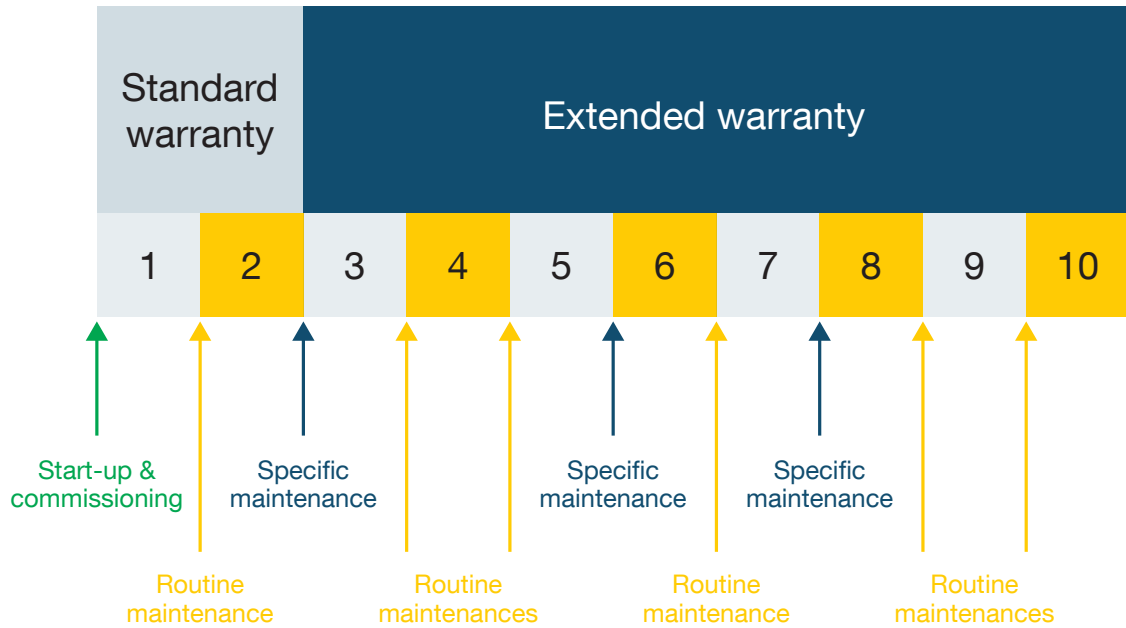 Standard
warranty
Extended warranty
1 2 3 4 5 6 7 8 9 10
Start-up &
commissioning
Specific
maintenance
Specific
maintenance
Specific
maintenance
Routine
maintenance
Routine
maintenances
Routine
maintenance
Routine
maintenances